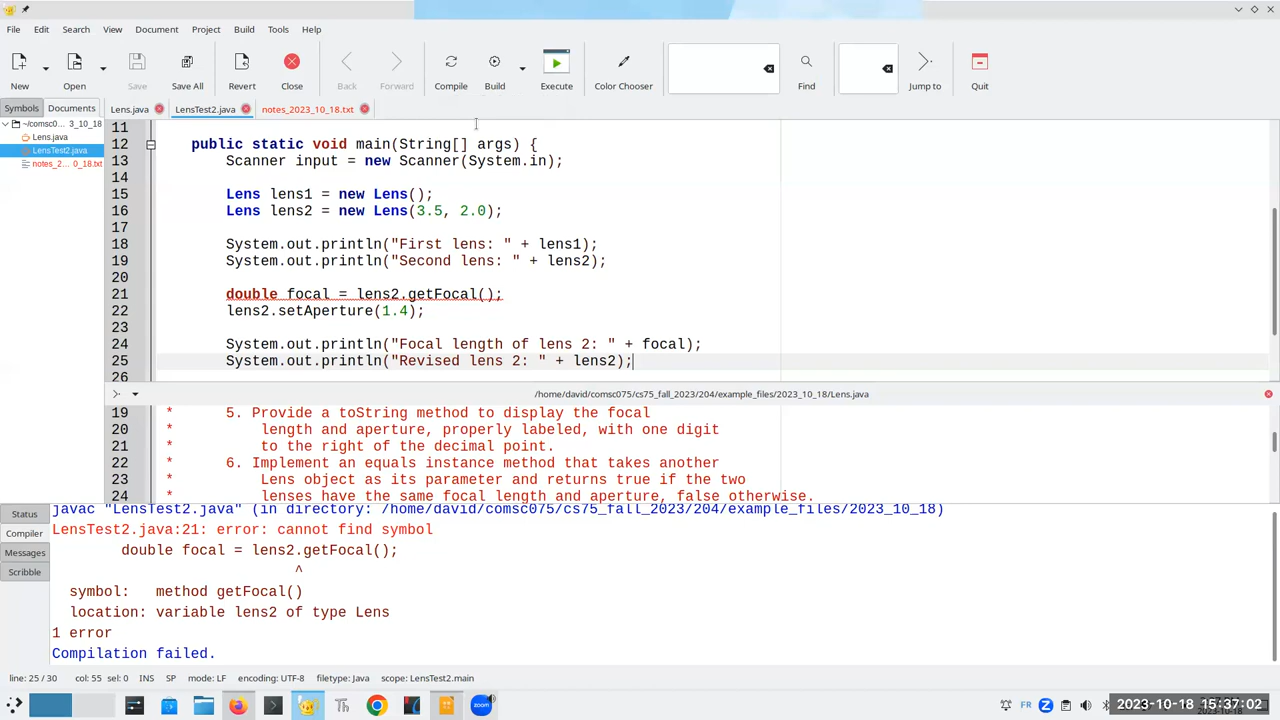 File Edit Search View Document Project Build Tools Help
New Open Save Save All Revert Close Back Forward Compile Build Execute Color Chooser Find Jump to Quit
Symbols Documents Lens.java LensTest2.java notes_2023_10_18.txt
~/comsc0... 3_10_18
Lens.java
LensTest2.java
notes_2... 0_18.txt
11
12 public static void main(String[] args) {
13 Scanner input = new Scanner(System.in);
14
15 Lens lens1 = new Lens();
16 Lens lens2 = new Lens(3.5, 2.0);
17
18 System.out.println("First lens: " + lens1);
19 System.out.println("Second lens: " + lens2);
20
21 double focal = lens2.getFocal();
22 lens2.setAperture(1.4);
23
24 System.out.println("Focal length of lens 2: " + focal);
25 System.out.println("Revised lens 2: " + lens2);
26
/home/david/comsc075/cs75_fall_2023/204/example_files/2023_10_18/Lens.java
19 * 5. Provide a toString method to display the focal
20 * length and aperture, properly labeled, with one digit
21 * to the right of the decimal point.
22 * 6. Implement an equals instance method that takes another
23 * Lens object as its parameter and returns true if the two
24 * lenses have the same focal length and aperture, false otherwise.
Status
Compiler
Messages
Scribble
javac "LensTest2.java" (in directory: /home/david/comsc075/cs75_fall_2023/204/example_files/2023_10_18)
LensTest2.java:21: error: cannot find symbol
double focal = lens2.getFocal();
^
symbol: method getFocal()
location: variable lens2 of type Lens
1 error
Compilation failed.
line: 25 / 30 col: 55 sel: 0 INS SP mode: LF encoding: UTF-8 filetype: Java scope: LensTest2.main
Th zoom FR 2023-10-18 15:37:02